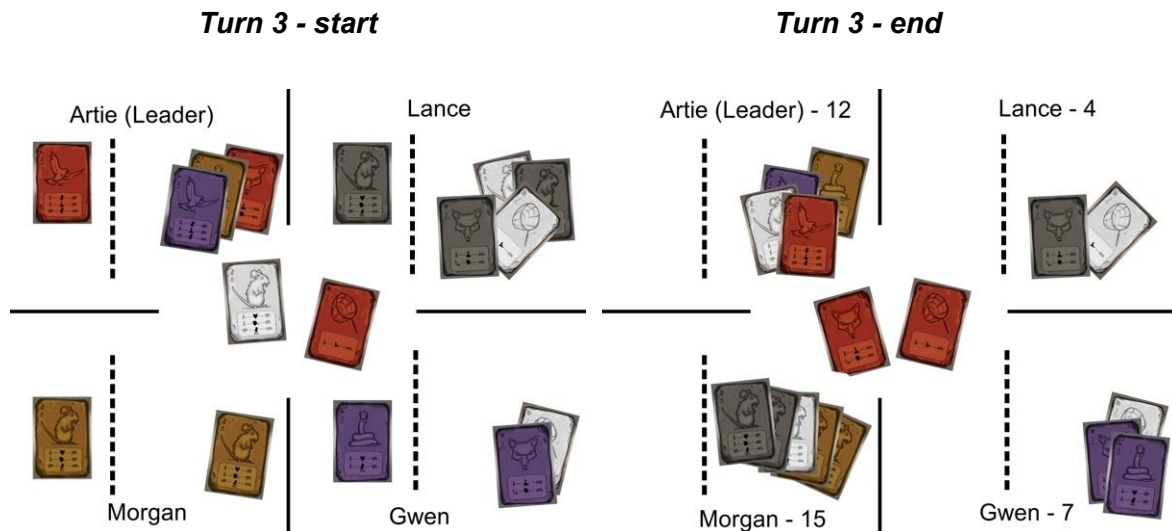 Turn 3 - start
Turn 3 - end
Artie (Leader)
Lance
Morgan
Gwen
Artie (Leader) - 12
Lance - 4
Morgan - 15
Gwen - 7